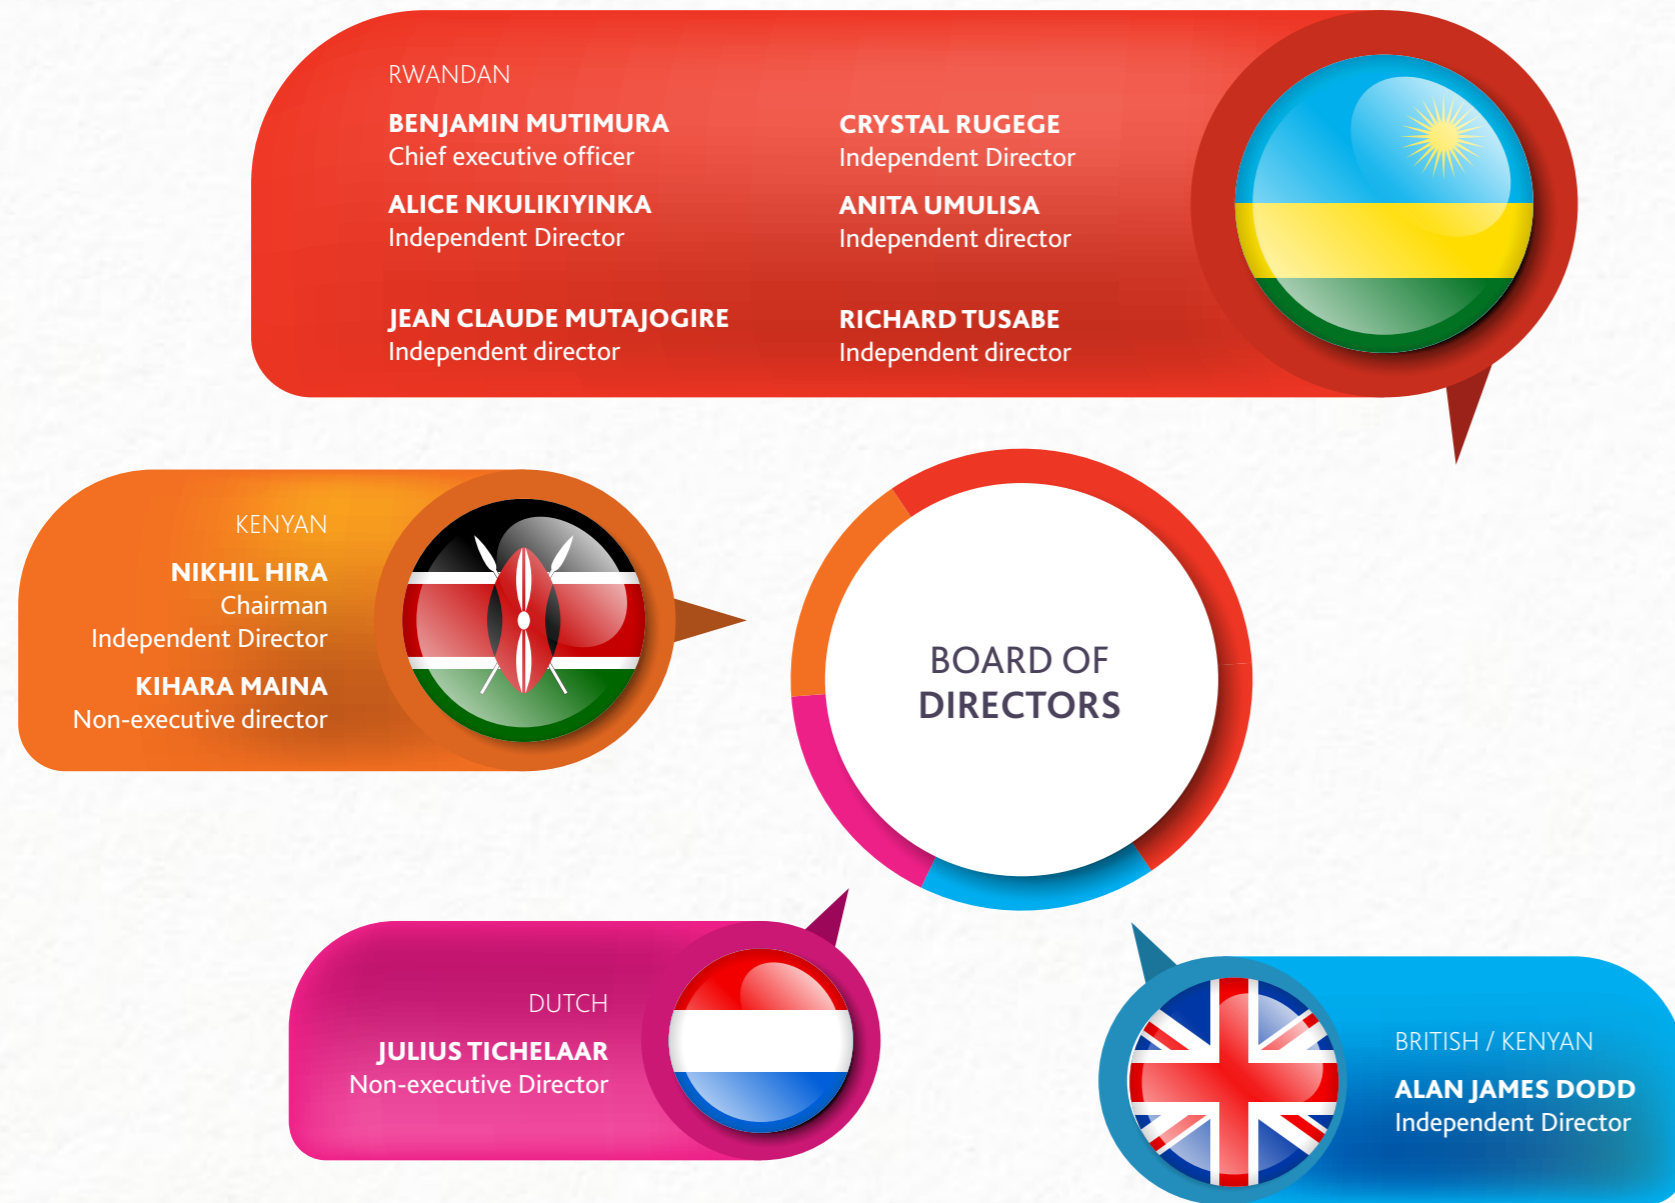 RWANDAN
BENJAMIN MUTIMURA
Chief executive officer
ALICE NKULIKIYINKA
Independent Director
JEAN CLAUDE MUTAJOGIRE
Independent director
CRYSTAL RUGEGE
Independent Director
ANITA UMULISA
Independent director
RICHARD TUSABE
Independent director
KENYAN
NIKHIL HIRA
Chairman
Independent Director
KIHARA MAINA
Non-executive director
BOARD OF
DIRECTORS
DUTCH
JULIUS TICHELAAR
Non-executive Director
BRITISH / KENYAN
ALAN JAMES DODD
Independent Director